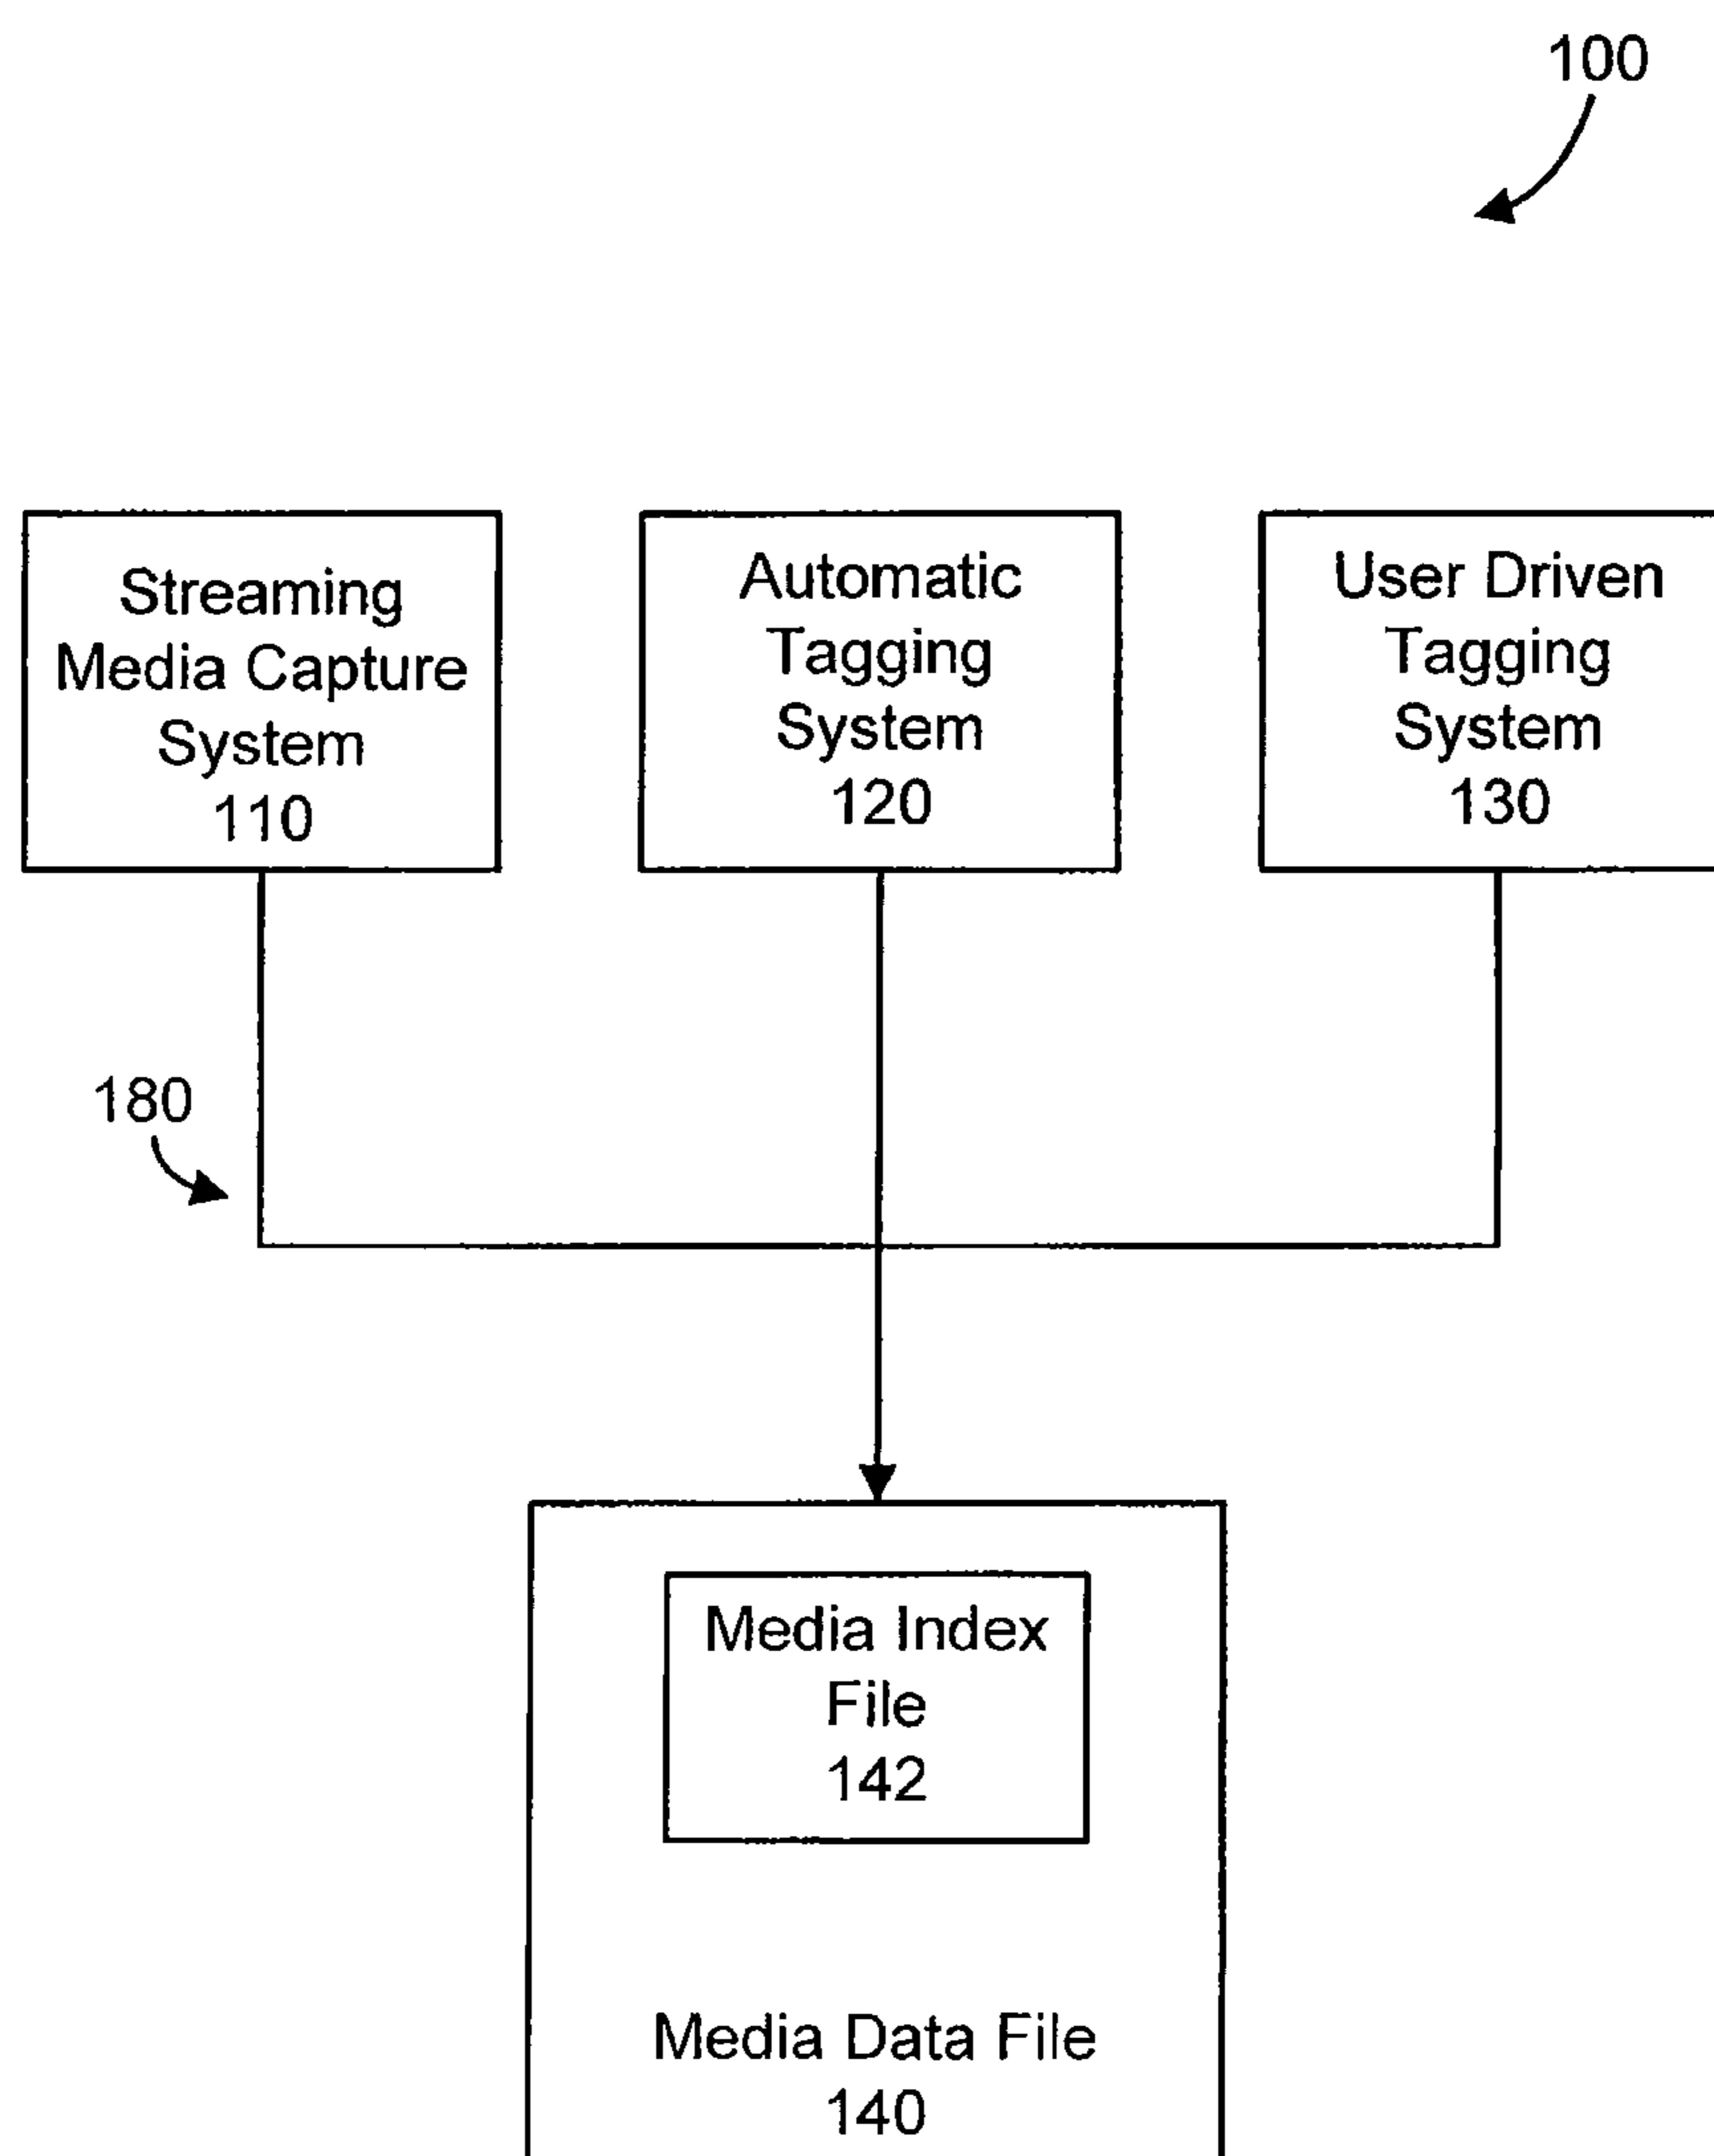 100
Streaming
Media Capture
System
110
Automatic
Tagging
System
120
User Driven
Tagging
System
130
180
Media Index
File
142
Media Data File
140